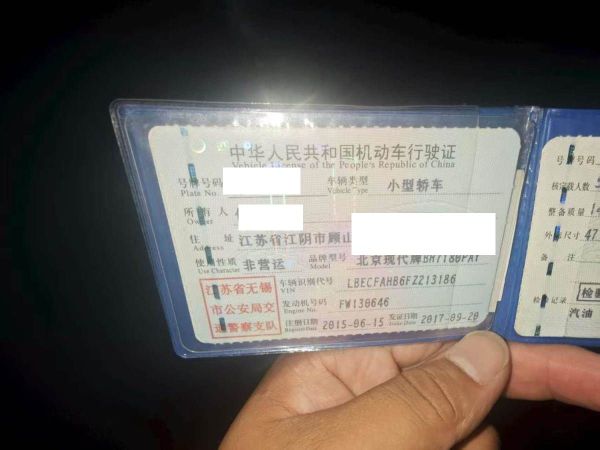 中华人民共和国机动车行驶证
Vehicle License of the People's Republic of China
号牌号码
Plate No.
车辆类型 小型轿车
Vehicle Type
所有人
Owner
住 址 江苏省江阴市顾山
Address
使用性质 非营运
Use Character
品牌型号 北京现代牌BH7180PAY
Model
江苏省无锡
市公安局交
通警察支队
车辆识别代号 LBECFAHB6FZ213186
VIN
发动机号码 FW130646
Engine No.
注册日期 2015-06-15 发证日期 2017-09-20
Register Date Issue Date
号牌号码
核定载人数
整备质量
外廓尺寸 47
备 注
检验记录
汽油